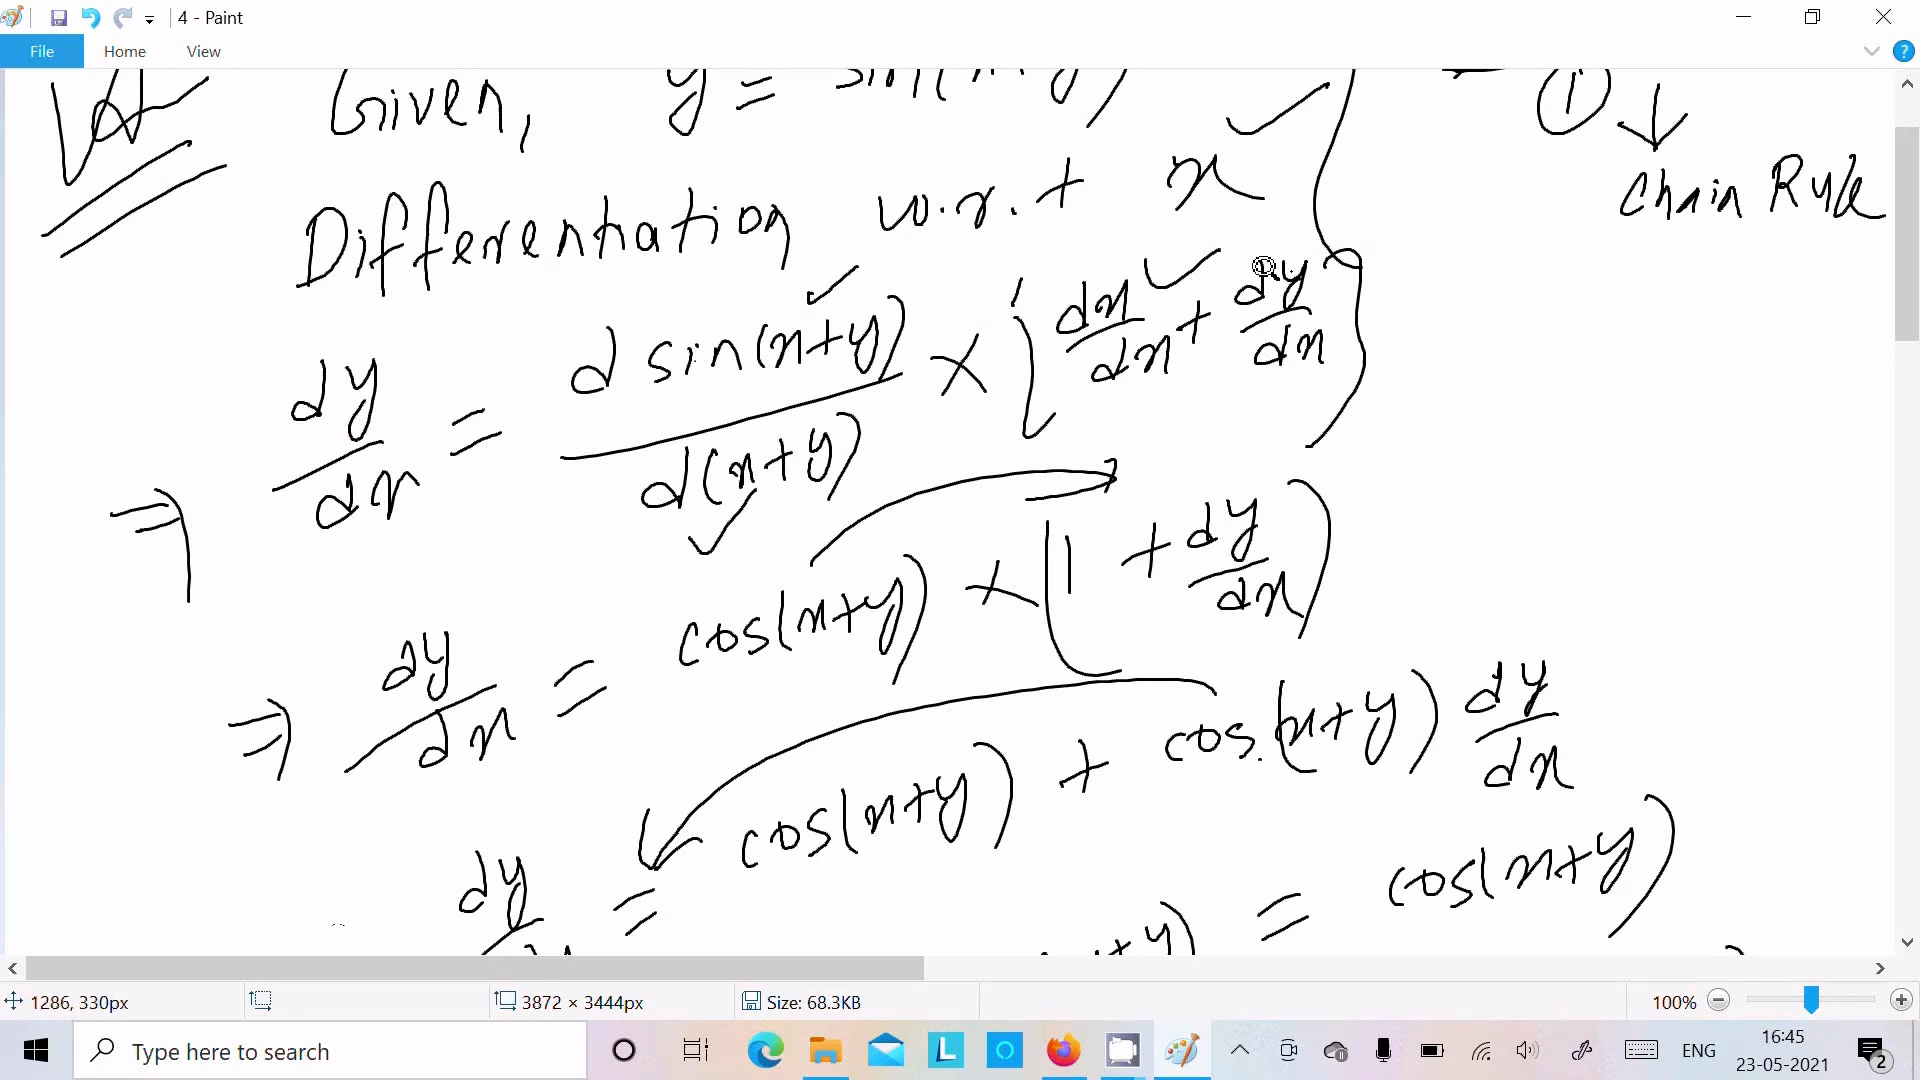 4 - Paint
File Home View
Given, y = sin(x+y) ①
Chain Rule
Differentiation w.r.t x
⇒ dy/dx = d sin(x+y)/d(x+y) × {dx/dx + dy/dx}
⇒ dy/dx = cos(x+y) × (1 + dy/dx)
cos(x+y) + cos(x+y) dy/dx
dy =
= cos(x+y)
1286, 330px 3872 × 3444px Size: 68.3KB 100%
Type here to search
ENG 16:45
23-05-2021 2